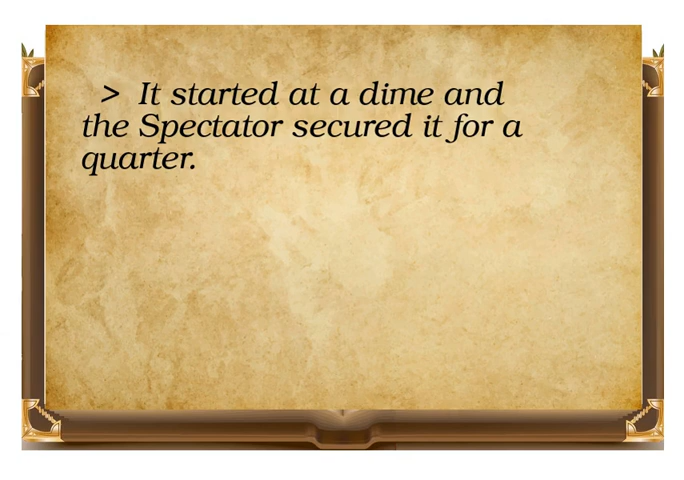 > It started at a dime and
the Spectator secured it for a
quarter.